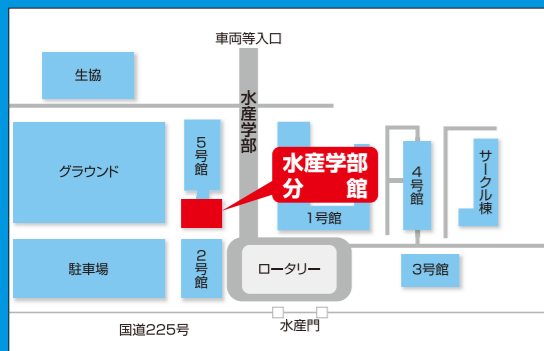 車両等入口
生協
水産学部
5号館
グラウンド
水産学部
分　館
4号館
サークル棟
1号館
2号館
駐車場
ロータリー
3号館
国道225号
水産門